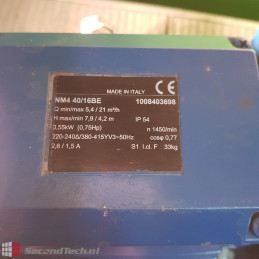 MADE IN ITALY CE
NM4 40/16BE 1008403698
Q min/max 5,4 / 21 m³/h
H max/min 7,9 / 4,2 m IP 54
0,55kW (0,75Hp) n 1450/min
220-240Δ/380-415YV3~50Hz cosφ 0,77
2,6 / 1,5 A S1 I.cl. F 33kg
SecondTech.nl